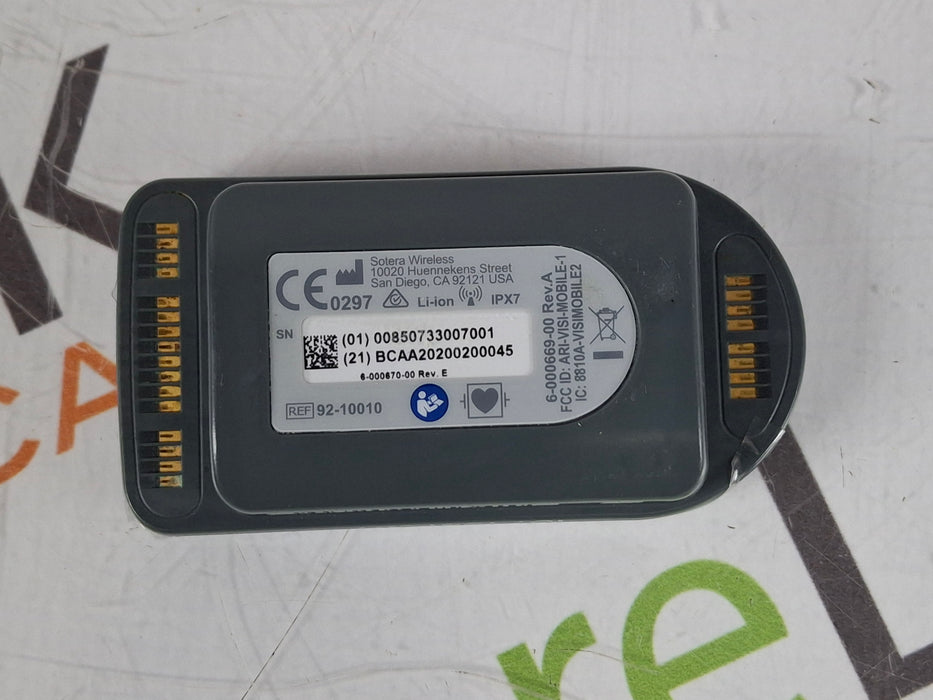 Sotera Wireless
10020 Huennekens Street
San Diego, CA 92121 USA
CE 0297 Li-ion IPX7
SN
(01) 00850733007001
(21) BCAA20200200045
6-000670-00 Rev. E
REF 92-10010
6-000669-00 Rev.A
FCC ID: ARI-VISI-MOBILE-1
IC: 8810A-VISIMOBILE2
K
CA
re
L